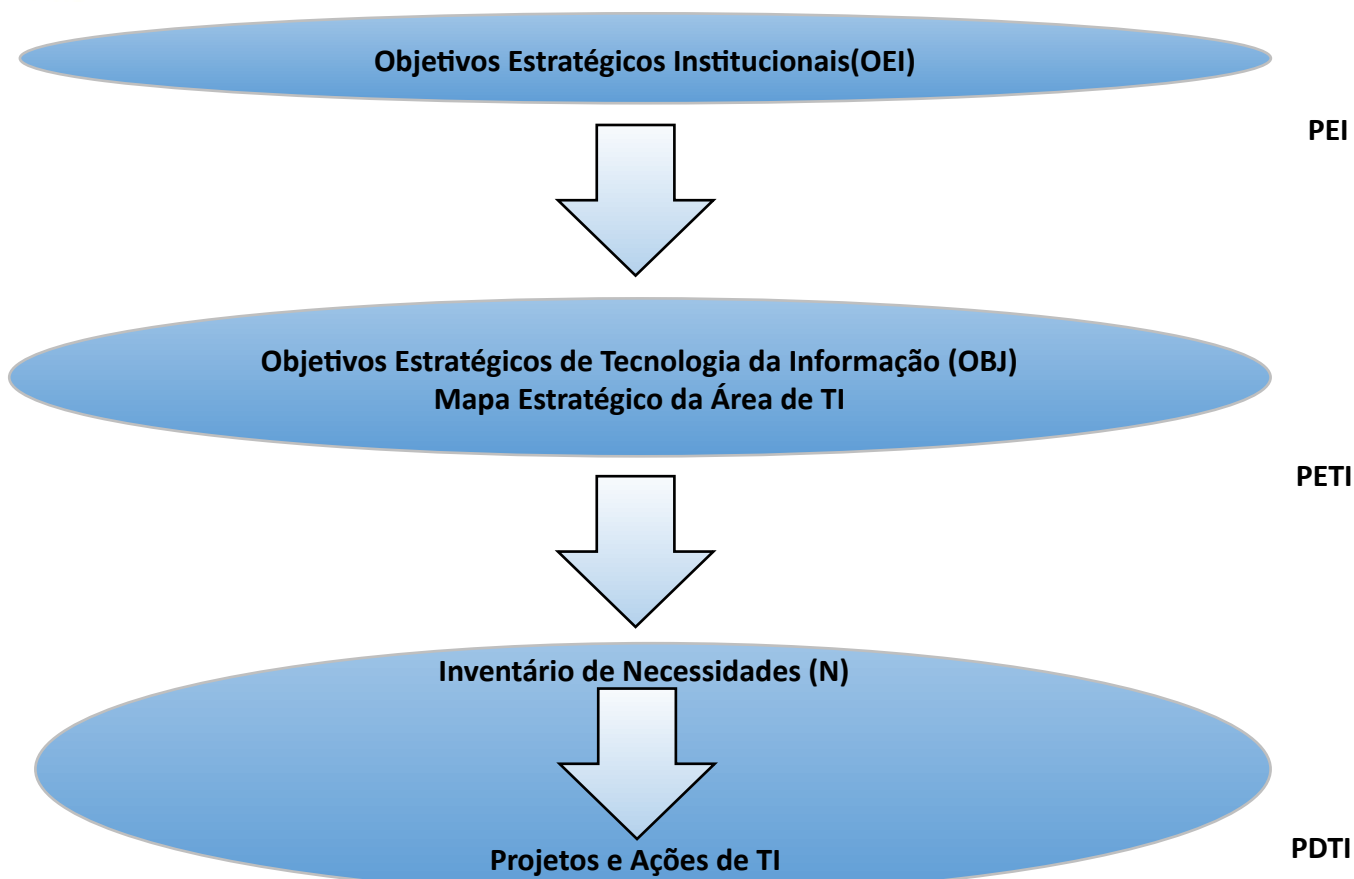 Objetivos Estratégicos Institucionais(OEI)
PEI
Objetivos Estratégicos de Tecnologia da Informação (OBJ)
Mapa Estratégico da Área de TI
PETI
Inventário de Necessidades (N)
Projetos e Ações de TI
PDTI